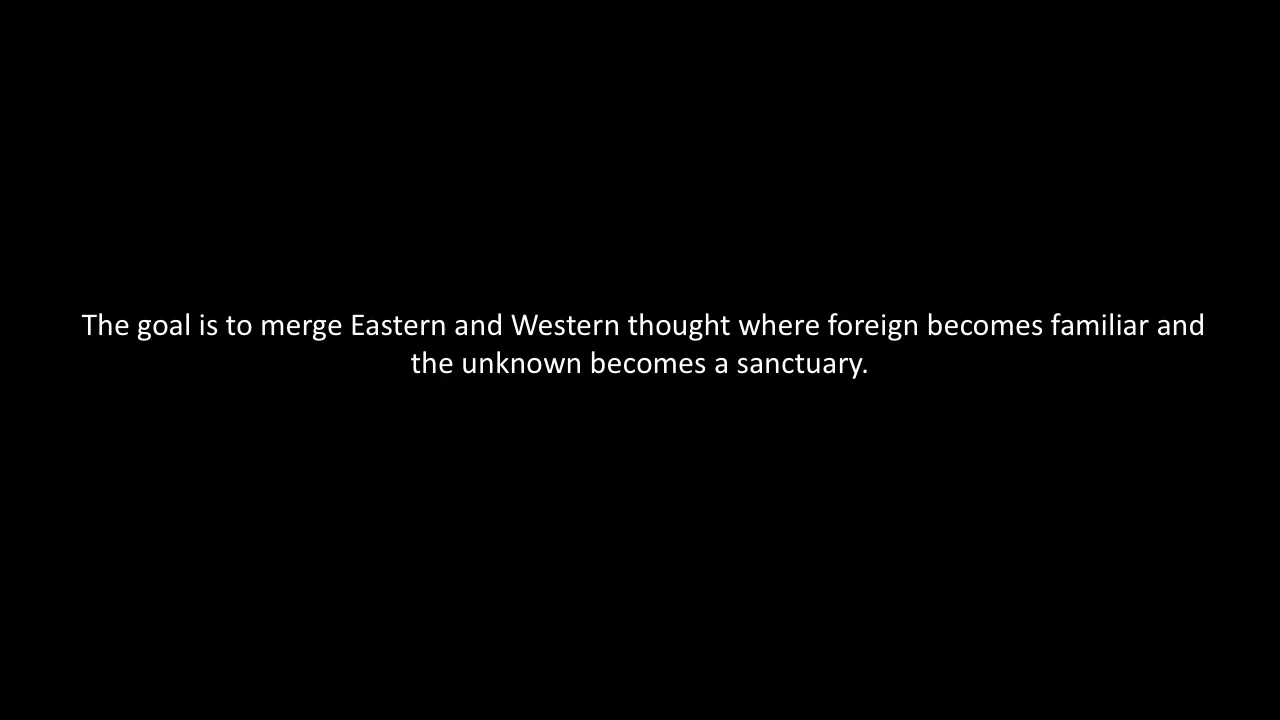 The goal is to merge Eastern and Western thought where foreign becomes familiar and
the unknown becomes a sanctuary.